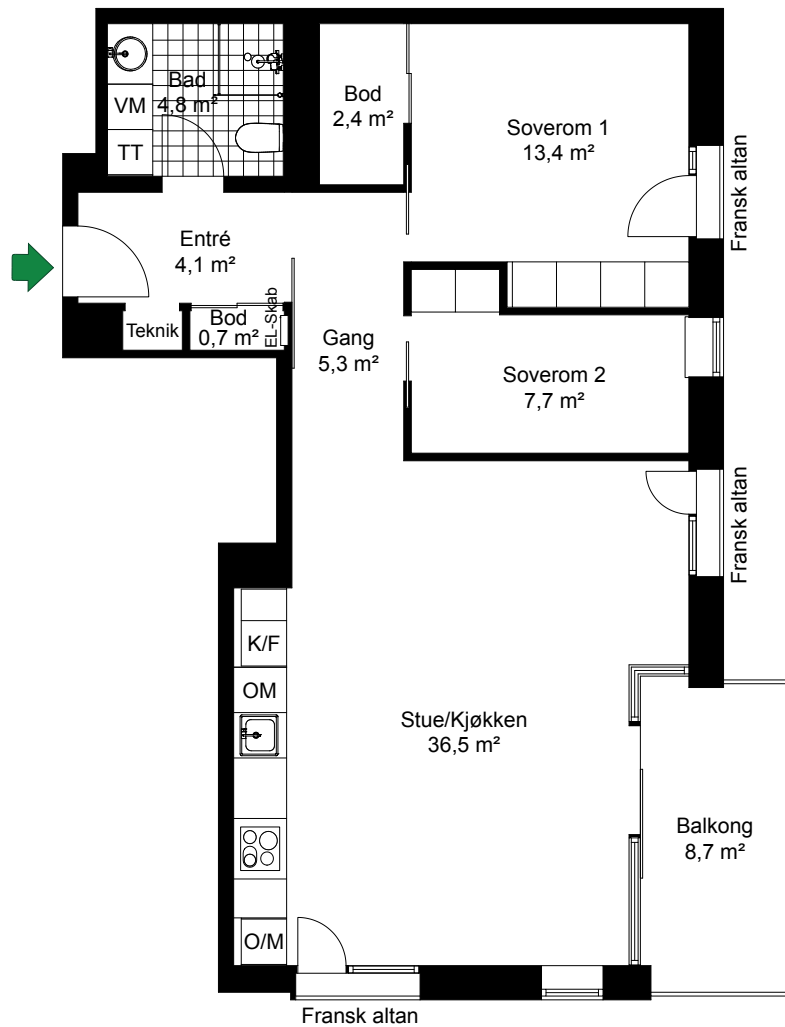 Bad
4,8 m²
VM
TT
Bod
2,4 m²
Soverom 1
13,4 m²
Fransk altan
Entré
4,1 m²
Teknik
Bod
0,7 m²
EL-Skab
Gang
5,3 m²
Soverom 2
7,7 m²
Fransk altan
K/F
OM
Stue/Kjøkken
36,5 m²
Balkong
8,7 m²
O/M
Fransk altan